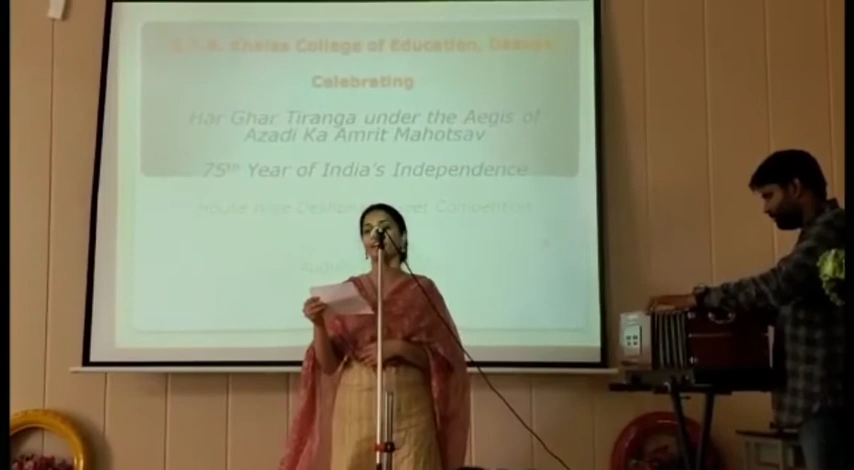 Khalsa College of Education,
Celebrating
Har Ghar Tiranga under the Aegis of
Azadi Ka Amrit Mahotsav
75th Year of India's Independence
House Wise